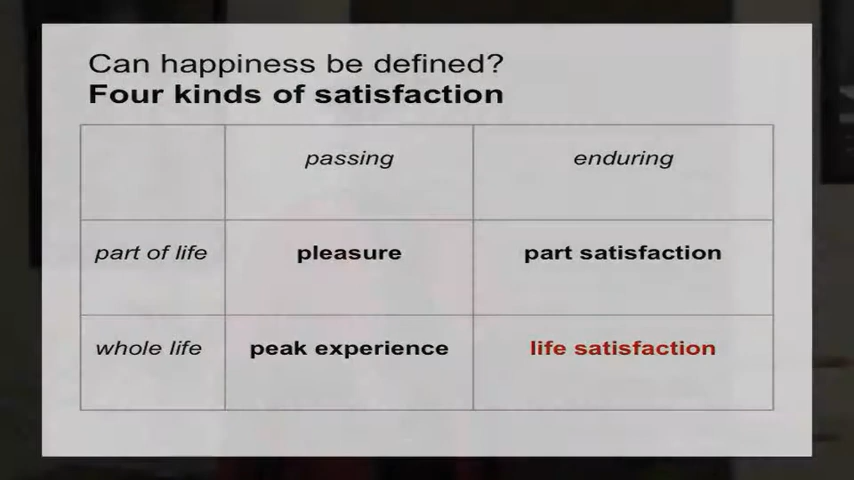 Can happiness be defined?
Four kinds of satisfaction
passing enduring
part of life pleasure part satisfaction
whole life peak experience life satisfaction